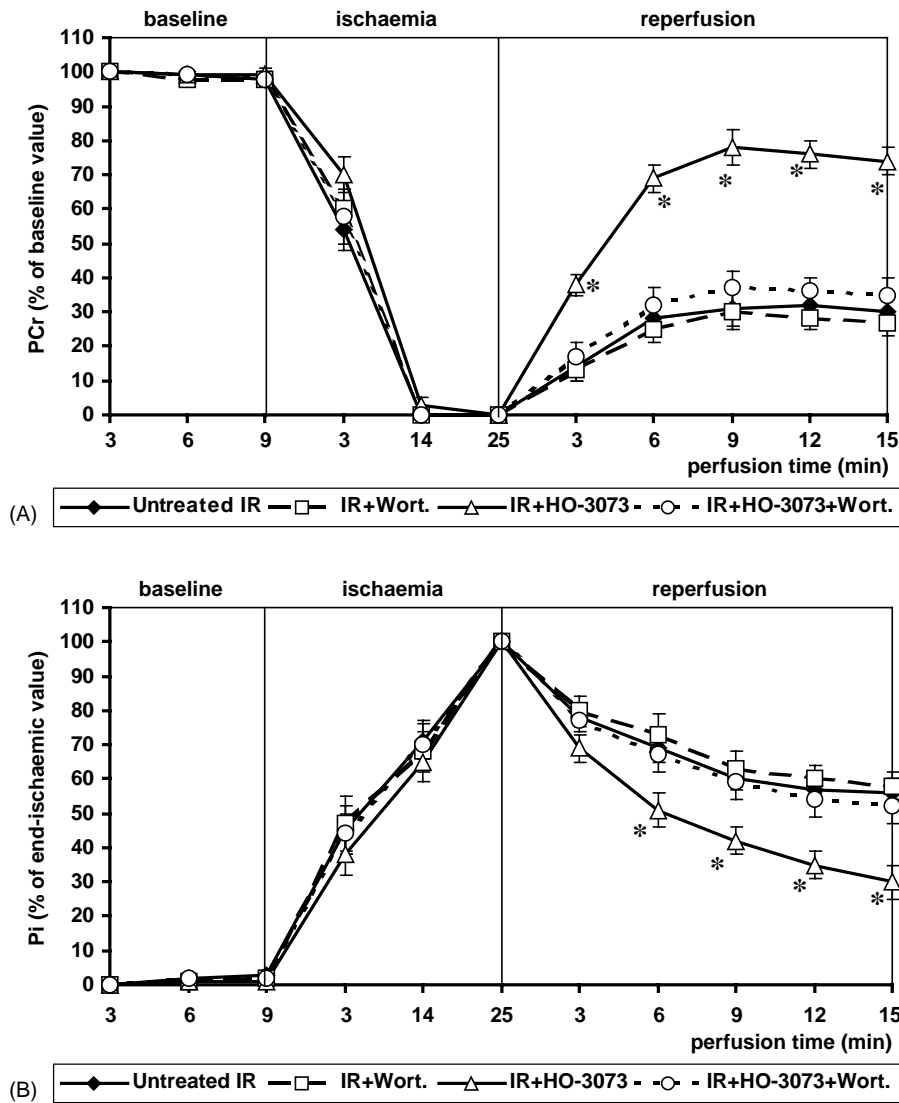 baseline ischaemia reperfusion
PCr (% of baseline value)
110
100
90
80
70
60
50
40
30
20
10
0
* * * * *
3 6 9 3 14 25 3 6 9 12 15
perfusion time (min)
(A) Untreated IR IR+Wort. IR+HO-3073 IR+HO-3073+Wort.
baseline ischaemia reperfusion
Pi (% of end-ischaemic value)
110
100
90
80
70
60
50
40
30
20
10
0
* * * *
3 6 9 3 14 25 3 6 9 12 15
perfusion time (min)
(B) Untreated IR IR+Wort. IR+HO-3073 IR+HO-3073+Wort.